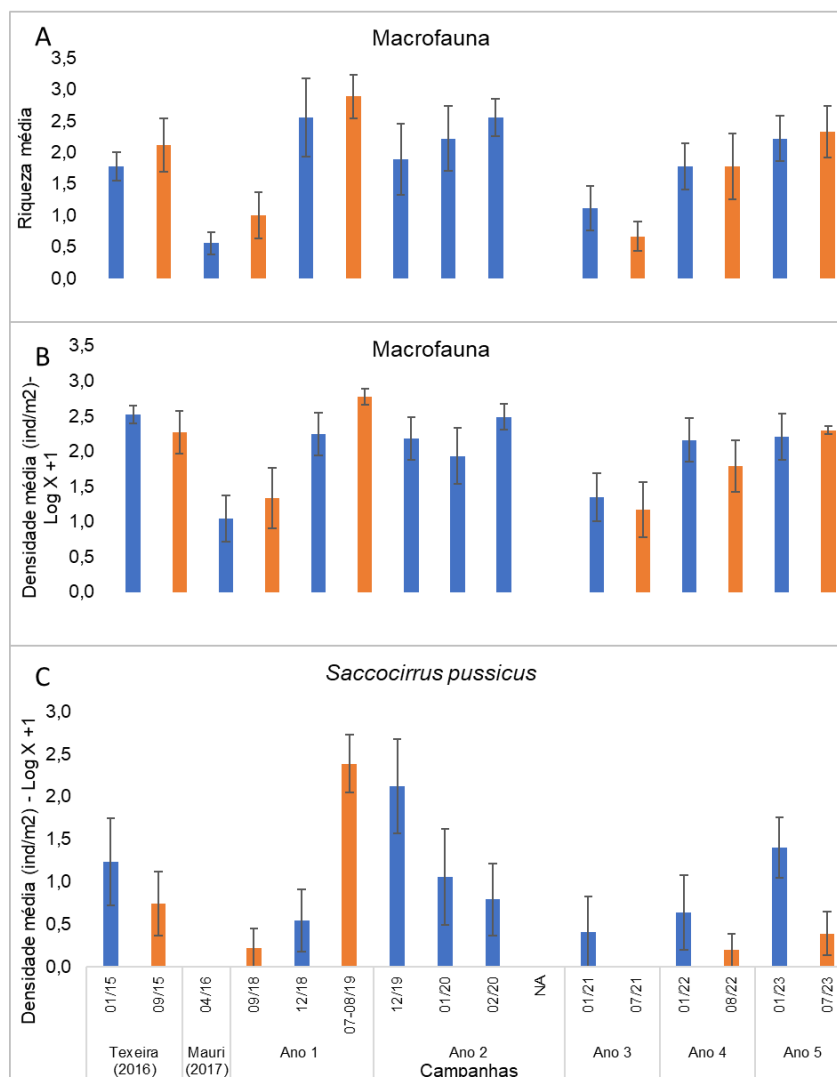 A
Macrofauna
Riqueza média
3,5
3,0
2,5
2,0
1,5
1,0
0,5
0,0
B
Macrofauna
Densidade média (ind/m2)-
Log X +1
3,5
3,0
2,5
2,0
1,5
1,0
0,5
0,0
C
Saccocirrus pussicus
Densidade média (ind/m2) - Log X +1
3,0
2,5
2,0
1,5
1,0
0,5
0,0
01/15 09/15 04/16 09/18 12/18 07-08/19 12/19 01/20 02/20 NA 01/21 07/21 01/22 08/22 01/23 07/23
Texeira Mauri Ano 1 Ano 2 Ano 3 Ano 4 Ano 5
(2016) (2017)
Campanhas